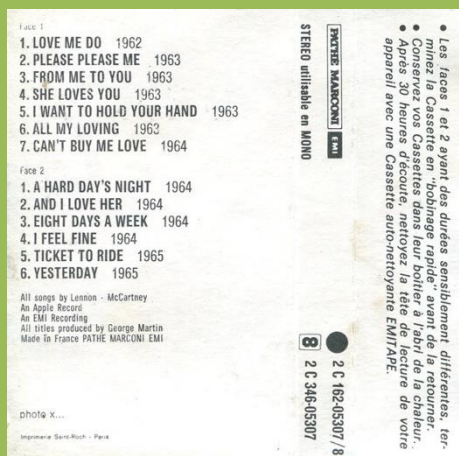 Face 1
1. LOVE ME DO 1962
2. PLEASE PLEASE ME 1963
3. FROM ME TO YOU 1963
4. SHE LOVES YOU 1963
5. I WANT TO HOLD YOUR HAND 1963
6. ALL MY LOVING 1963
7. CAN'T BUY ME LOVE 1964
Face 2
1. A HARD DAY'S NIGHT 1964
2. AND I LOVE HER 1964
3. EIGHT DAYS A WEEK 1964
4. I FEEL FINE 1964
5. TICKET TO RIDE 1965
6. YESTERDAY 1965
All songs by Lennon - McCartney
An Apple Record
An EMI Recording
All titles produced by George Martin
Made in France PATHE MARCONI EMI
photo x...
Imprimerie Saint-Roch - Paris
PATHE MARCONI EMI
STEREO utilisable en MONO
2 C 162-05307/8
8 2 C 346-05307
• Les faces 1 et 2 ayant des durées sensiblement différentes, ter-
minez la Cassette en "bobinage rapide" avant de la retourner.
• Conservez vos Cassettes dans leur boîtier à l'abri de la chaleur.
• Après 30 heures d'écoute, nettoyez la tête de lecture de votre
appareil avec une Cassette auto-nettoyante EMITAPE.